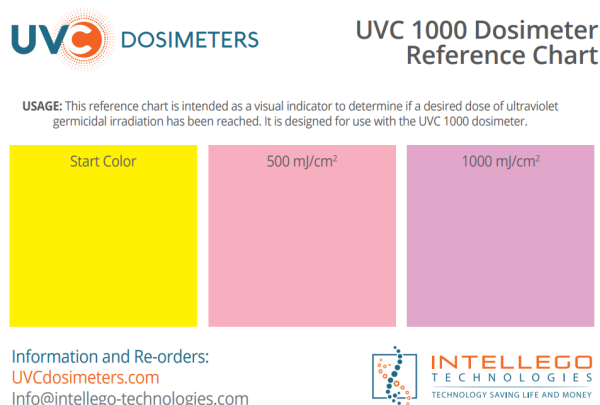 UVC DOSIMETERS
UVC 1000 Dosimeter
Reference Chart
USAGE: This reference chart is intended as a visual indicator to determine if a desired dose of ultraviolet
germicidal irradiation has been reached. It is designed for use with the UVC 1000 dosimeter.
Start Color
500 mJ/cm²
1000 mJ/cm²
Information and Re-orders:
UVCdosimeters.com
Info@intellego-technologies.com
INTELLEGO
TECHNOLOGIES
TECHNOLOGY SAVING LIFE AND MONEY